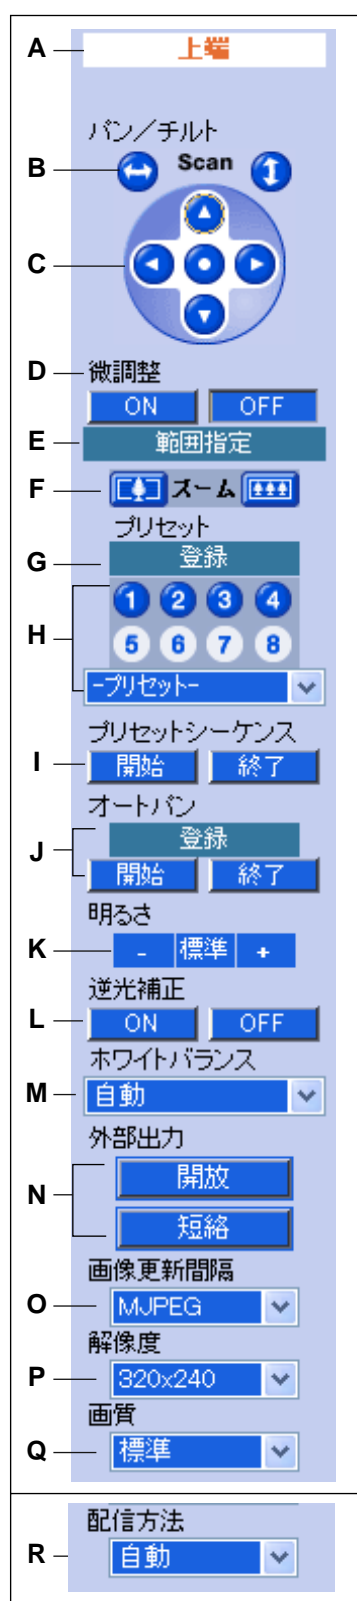 A 上端
パン／チルト
B Scan
C
D 微調整
ON OFF
E 範囲指定
F ズーム
プリセット
G 登録
H 1 2 3 4
5 6 7 8
-プリセット-
プリセットシーケンス
I 開始 終了
オートパン
J 登録
開始 終了
明るさ
K - 標準 +
逆光補正
L ON OFF
ホワイトバランス
M 自動
外部出力
N 開放
短絡
画像更新間隔
O MJPEG
解像度
P 320x240
画質
Q 標準
配信方法
R 自動